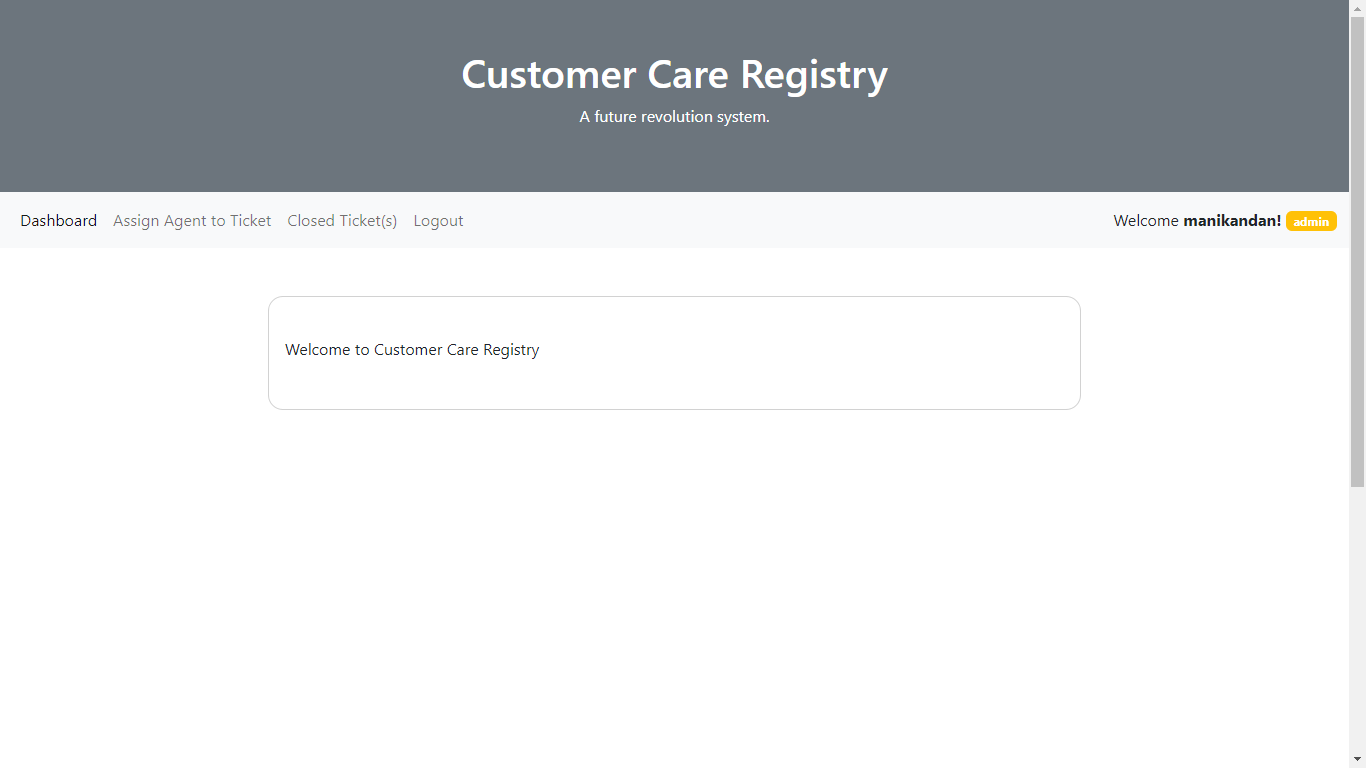 Customer Care Registry
A future revolution system.
Dashboard Assign Agent to Ticket Closed Ticket(s) Logout Welcome manikandan! admin
Welcome to Customer Care Registry